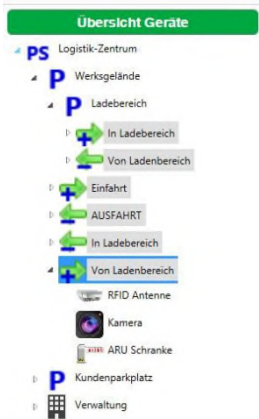 Übersicht Geräte
PS Logistik-Zentrum
P Werksgelände
P Ladebereich
In Ladebereich
Von Ladenbereich
Einfahrt
AUSFAHRT
In Ladebereich
Von Ladenbereich
RFID Antenne
Kamera
ARU Schranke
P Kundenparkplatz
Verwaltung